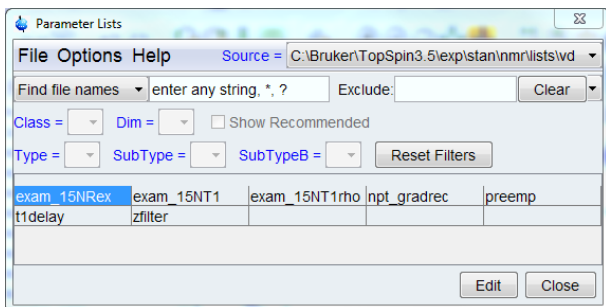 Parameter Lists
File Options Help Source = C:\Bruker\TopSpin3.5\exp\stan\nmr\lists\vd
Find file names enter any string, *, ? Exclude: Clear
Class = Dim = Show Recommended
Type = SubType = SubTypeB = Reset Filters
exam_15NRex exam_15NT1 exam_15NT1rho npt_gradrec preemp
t1delay zfilter
Edit Close